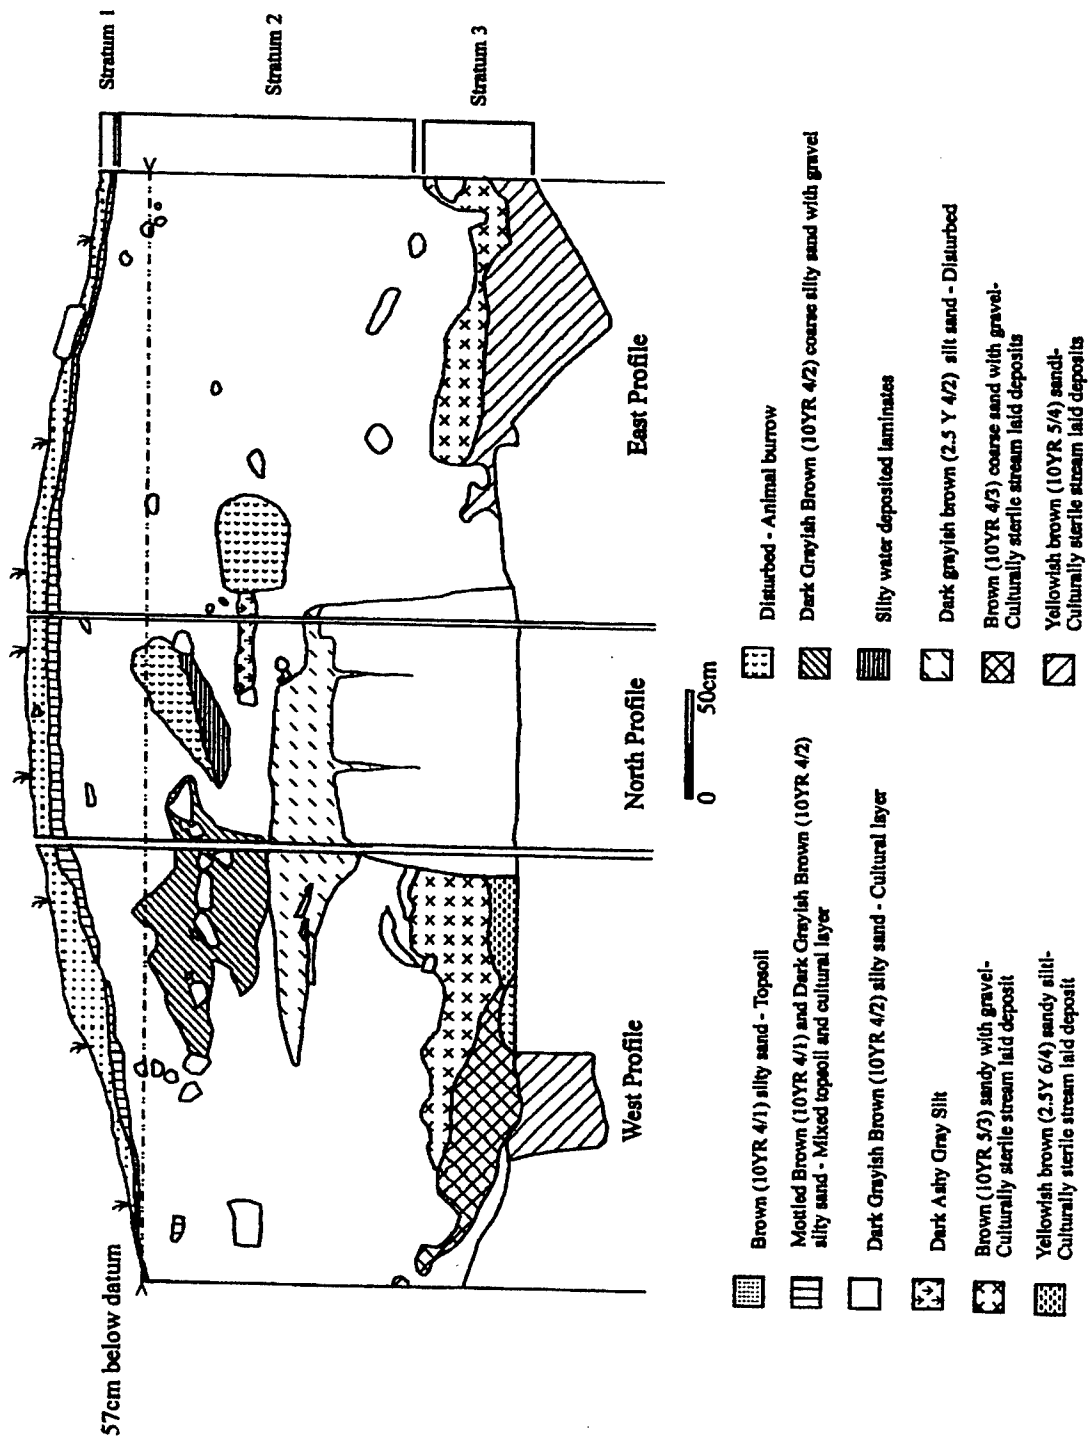 57cm below datum
Stratum 1
Stratum 2
Stratum 3
West Profile
North Profile
East Profile
0
50cm
Brown (10YR 4/1) silty sand - Topsoil
Mottled Brown (10YR 4/1) and Dark Grayish Brown (10YR 4/2)
silty sand - Mixed topsoil and cultural layer
Dark Grayish Brown (10YR 4/2) silty sand - Cultural layer
Dark Ashy Gray Silt
Brown (10YR 5/3) sandy with gravel-
Culturally sterile stream laid deposit
Yellowish brown (2.5Y 6/4) sandy silti-
Culturally sterile stream laid deposit
Disturbed - Animal burrow
Dark Grayish Brown (10YR 4/2) coarse silty sand with gravel
Silty water deposited laminates
Dark grayish brown (2.5 Y 4/2) silt sand - Disturbed
Brown (10YR 4/3) coarse sand with gravel-
Culturally sterile stream laid deposits
Yellowish brown (10YR 5/4) sandi-
Culturally sterile stream laid deposits